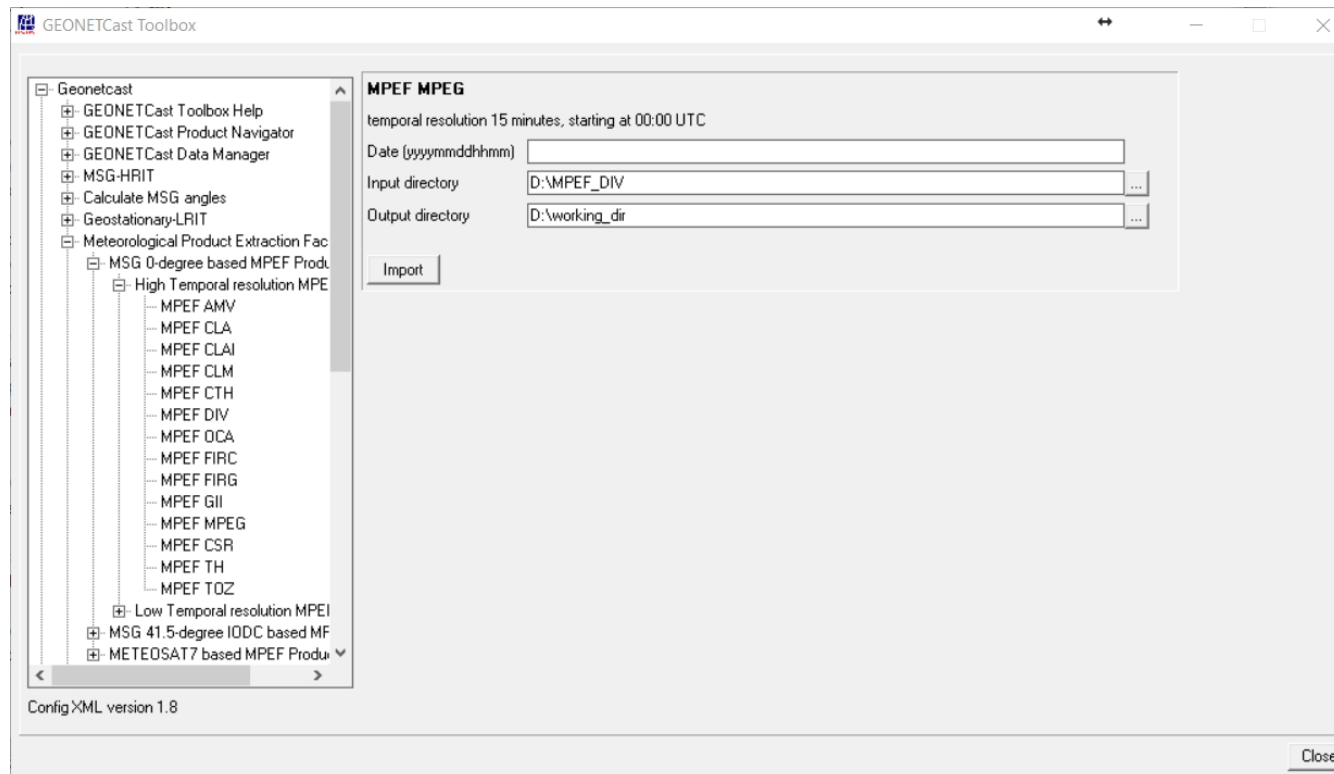 GEONETCast Toolbox
Geonetcast
GEONETCast Toolbox Help
GEONETCast Product Navigator
GEONETCast Data Manager
MSG-HRIT
Calculate MSG angles
Geostationary-LRIT
Meteorological Product Extraction Fac
MSG 0-degree based MPEF Produ
High Temporal resolution MPE
MPEF AMV
MPEF CLA
MPEF CLAI
MPEF CLM
MPEF CTH
MPEF DIV
MPEF OCA
MPEF FIRC
MPEF FIRG
MPEF GII
MPEF MPEG
MPEF CSR
MPEF TH
MPEF TOZ
Low Temporal resolution MPEI
MSG 41.5-degree IODC based MF
METEOSAT7 based MPEF Produ
Config XML version 1.8
MPEF MPEG
temporal resolution 15 minutes, starting at 00:00 UTC
Date (yyyymmddhhmm)
Input directory D:\MPEF_DIV ...
Output directory D:\working_dir ...
Import
Close